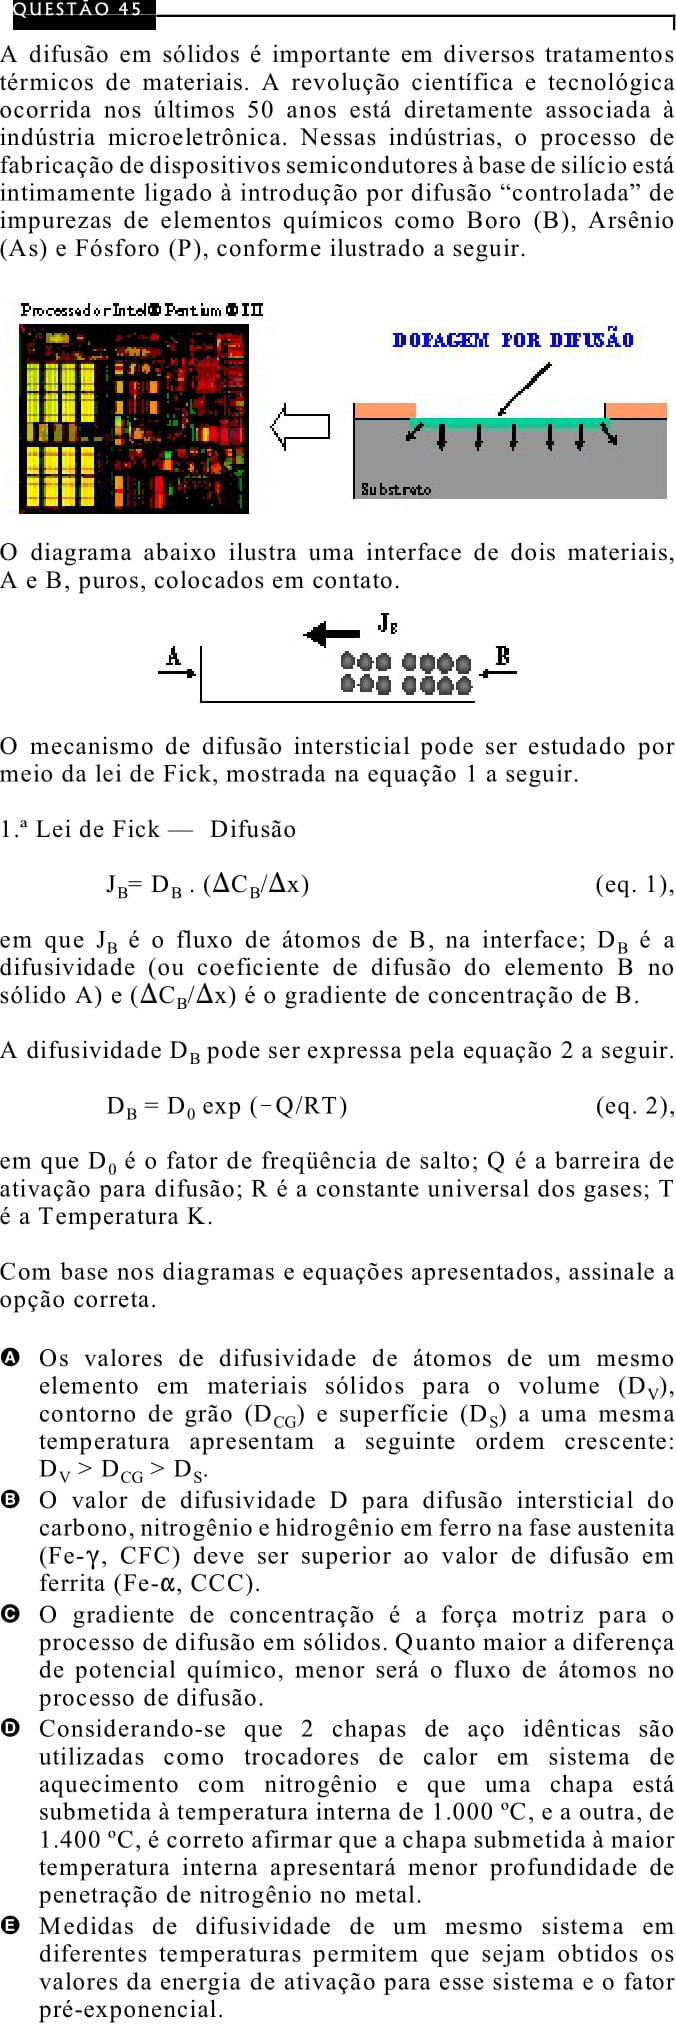 QUESTÃO 45
A difusão em sólidos é importante em diversos tratamentos
térmicos de materiais. A revolução científica e tecnológica
ocorrida nos últimos 50 anos está diretamente associada à
indústria microeletrônica. Nessas indústrias, o processo de
fabricação de dispositivos semicondutores à base de silício está
intimamente ligado à introdução por difusão “controlada” de
impurezas de elementos químicos como Boro (B), Arsênio
(As) e Fósforo (P), conforme ilustrado a seguir.
Processador Intel® Pentium ® III
DOPAGEM POR DIFUSÃO
Substrato
O diagrama abaixo ilustra uma interface de dois materiais,
A e B, puros, colocados em contato.
J_B
A B
O mecanismo de difusão intersticial pode ser estudado por
meio da lei de Fick, mostrada na equação 1 a seguir.
1.ª Lei de Fick — Difusão
J_B= D_B . (ΔC_B/Δx) (eq. 1),
em que J_B é o fluxo de átomos de B, na interface; D_B é a
difusividade (ou coeficiente de difusão do elemento B no
sólido A) e (ΔC_B/Δx) é o gradiente de concentração de B.
A difusividade D_B pode ser expressa pela equação 2 a seguir.
D_B = D_0 exp (−Q/RT) (eq. 2),
em que D_0 é o fator de freqüência de salto; Q é a barreira de
ativação para difusão; R é a constante universal dos gases; T
é a Temperatura K.
Com base nos diagramas e equações apresentados, assinale a
opção correta.
A Os valores de difusividade de átomos de um mesmo
elemento em materiais sólidos para o volume (D_V),
contorno de grão (D_CG) e superfície (D_S) a uma mesma
temperatura apresentam a seguinte ordem crescente:
D_V > D_CG > D_S.
B O valor de difusividade D para difusão intersticial do
carbono, nitrogênio e hidrogênio em ferro na fase austenita
(Fe-γ, CFC) deve ser superior ao valor de difusão em
ferrita (Fe-α, CCC).
C O gradiente de concentração é a força motriz para o
processo de difusão em sólidos. Quanto maior a diferença
de potencial químico, menor será o fluxo de átomos no
processo de difusão.
D Considerando-se que 2 chapas de aço idênticas são
utilizadas como trocadores de calor em sistema de
aquecimento com nitrogênio e que uma chapa está
submetida à temperatura interna de 1.000 ºC, e a outra, de
1.400 ºC, é correto afirmar que a chapa submetida à maior
temperatura interna apresentará menor profundidade de
penetração de nitrogênio no metal.
E Medidas de difusividade de um mesmo sistema em
diferentes temperaturas permitem que sejam obtidos os
valores da energia de ativação para esse sistema e o fator
pré-exponencial.